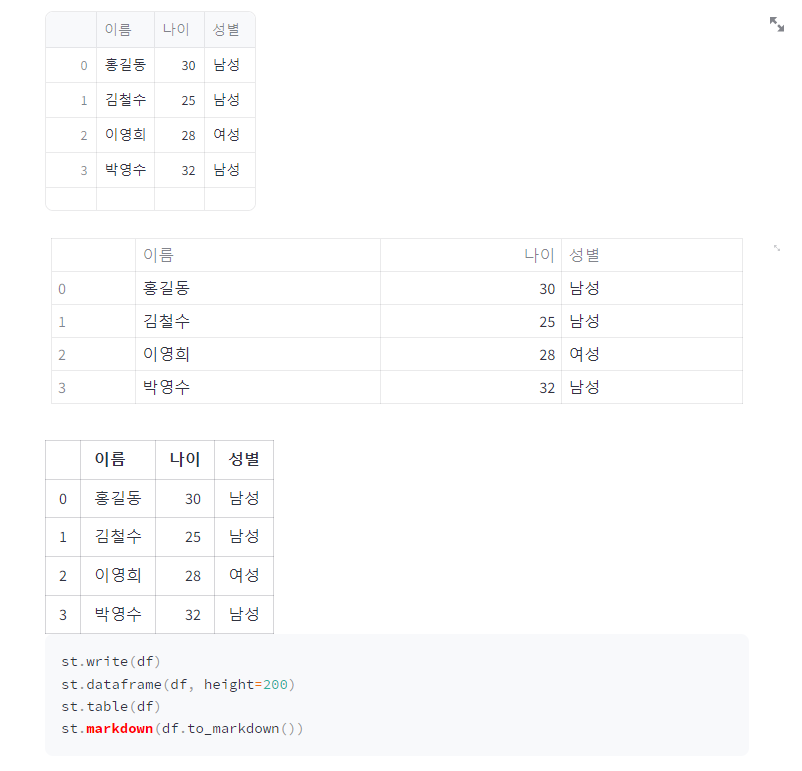 이름 나이 성별
0 홍길동 30 남성
1 김철수 25 남성
2 이영희 28 여성
3 박영수 32 남성
이름 나이 성별
0 홍길동 30 남성
1 김철수 25 남성
2 이영희 28 여성
3 박영수 32 남성
이름 나이 성별
0 홍길동 30 남성
1 김철수 25 남성
2 이영희 28 여성
3 박영수 32 남성
st.write(df)
st.dataframe(df, height=200)
st.table(df)
st.markdown(df.to_markdown())